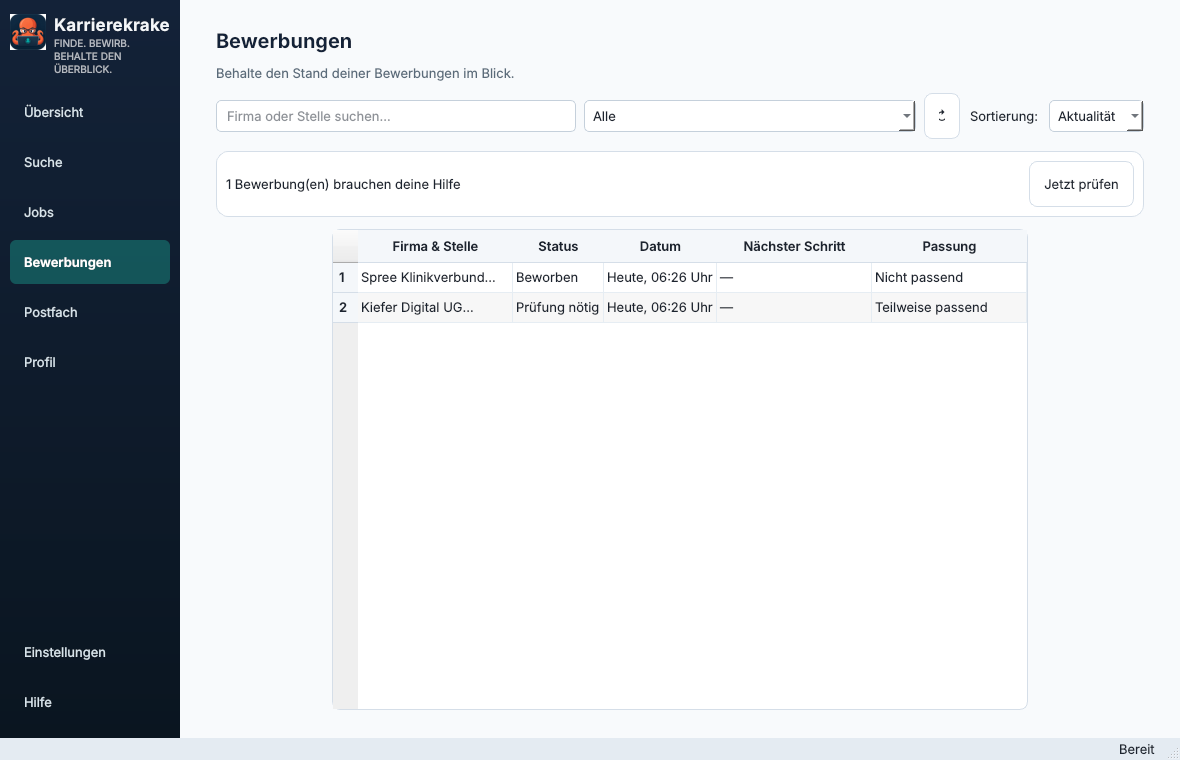 Karrierekrake
FINDE. BEWIRB.
BEHALTE DEN
ÜBERBLICK.
Übersicht
Suche
Jobs
Bewerbungen
Postfach
Profil
Einstellungen
Hilfe
Bewerbungen
Behalte den Stand deiner Bewerbungen im Blick.
Firma oder Stelle suchen... Alle Sortierung: Aktualität
1 Bewerbung(en) brauchen deine Hilfe Jetzt prüfen
Firma & Stelle Status Datum Nächster Schritt Passung
1 Spree Klinikverbund... Beworben Heute, 06:26 Uhr — Nicht passend
2 Kiefer Digital UG... Prüfung nötig Heute, 06:26 Uhr — Teilweise passend
Bereit